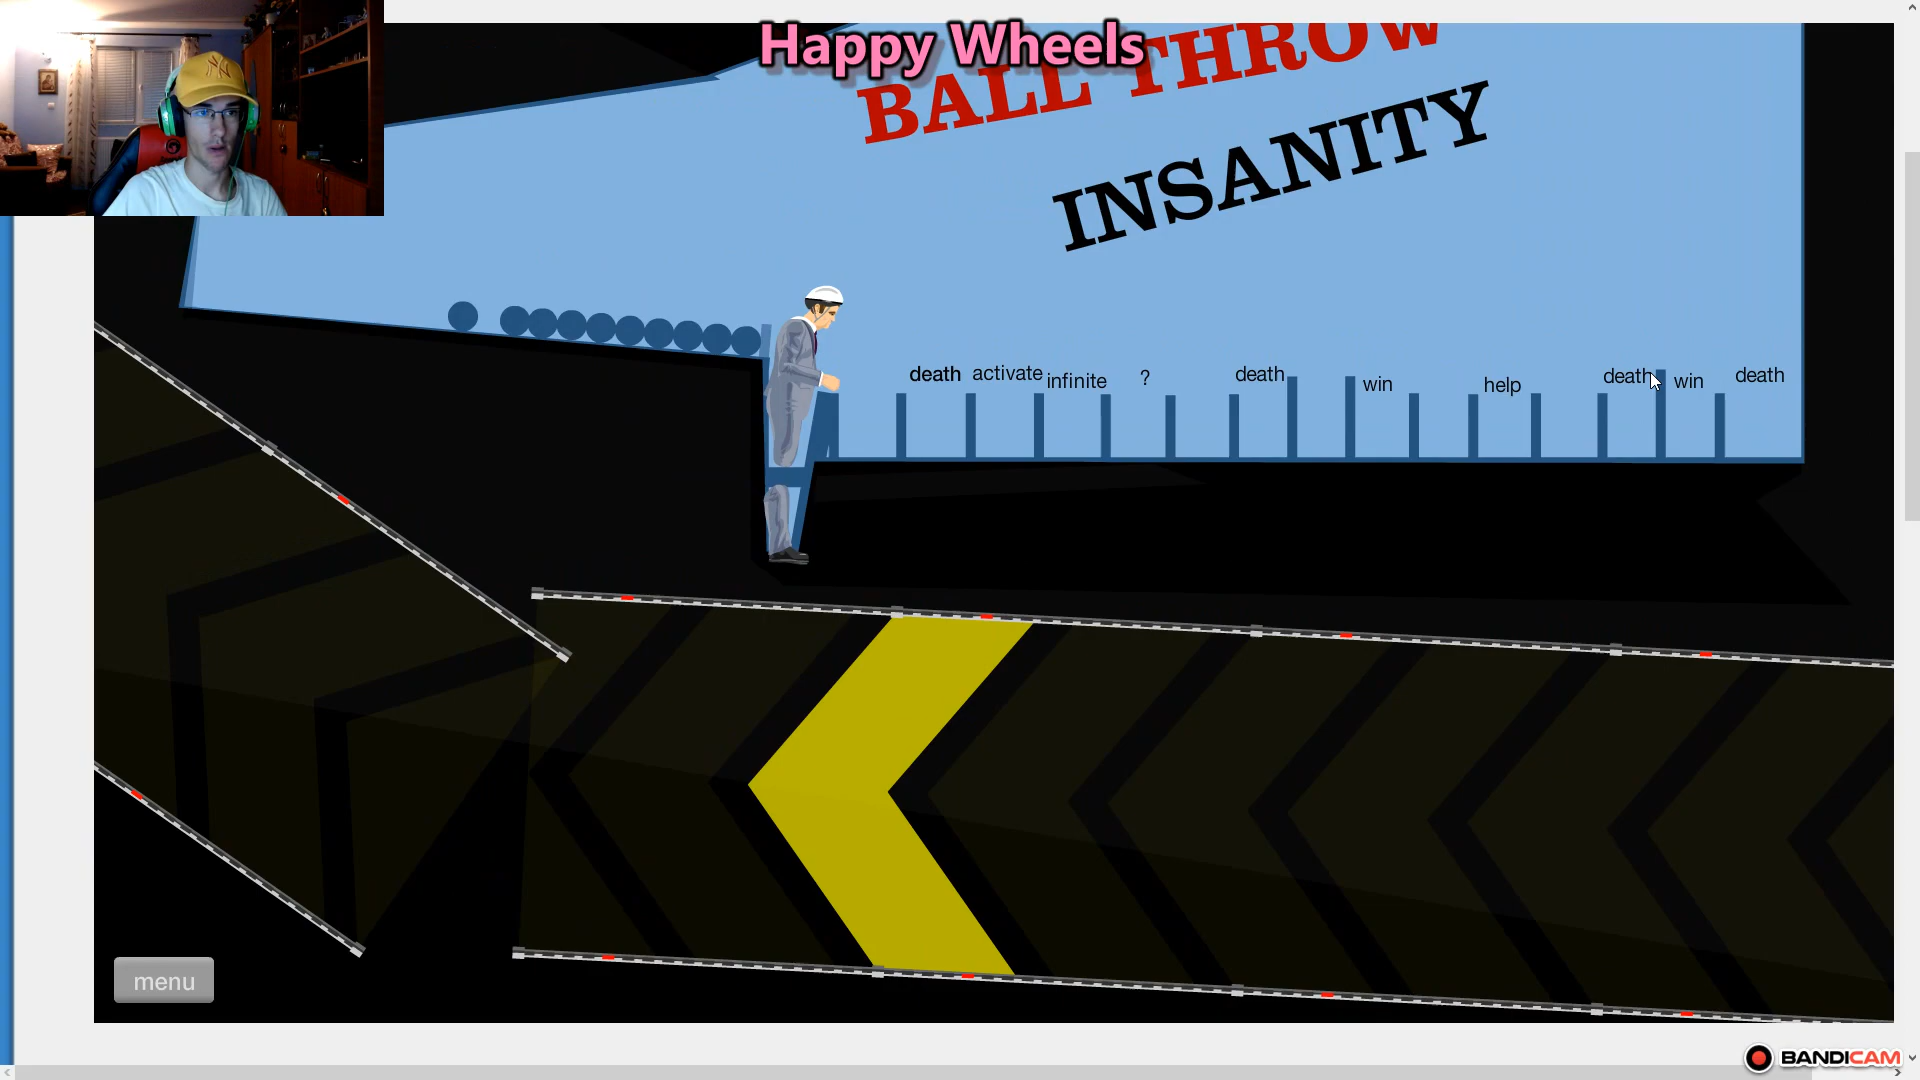 Happy Wheels
BALL THROW
INSANITY
death activate infinite ? death win help death win death
menu
BANDICAM